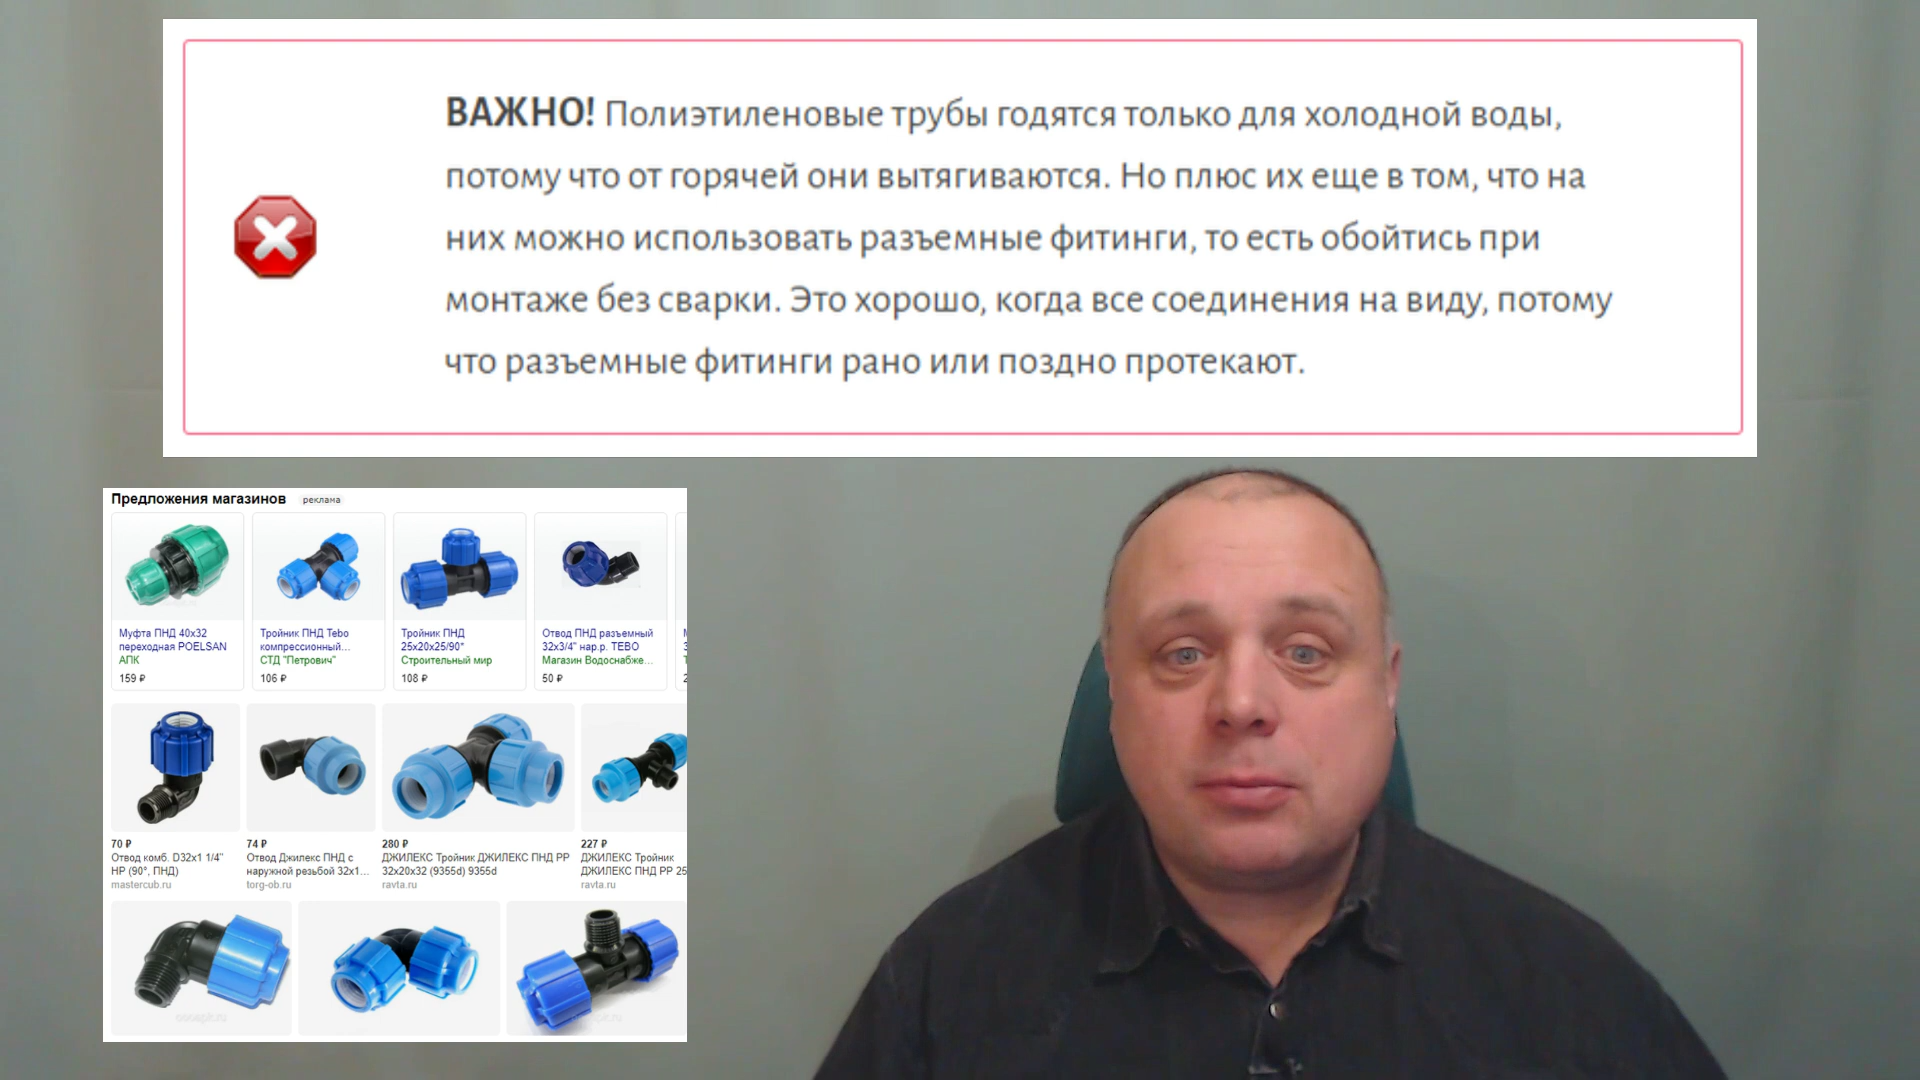 ВАЖНО! Полиэтиленовые трубы годятся только для холодной воды,
потому что от горячей они вытягиваются. Но плюс их еще в том, что на
них можно использовать разъемные фитинги, то есть обойтись при
монтаже без сварки. Это хорошо, когда все соединения на виду, потому
что разъемные фитинги рано или поздно протекают.
Предложения магазинов реклама
Муфта ПНД 40х32
переходная POELSAN
АПК
159 ₽
Тройник ПНД Tebo
компрессионный...
СТД "Петрович"
106 ₽
Тройник ПНД
25х20х25/90*
Строительный мир
108 ₽
Отвод ПНД разъемный
32х3/4" нар.р. TEBO
Магазин Водоснабже...
50 ₽
70 ₽
Отвод комб. D32x1 1/4"
НР (90°, ПНД)
mastercub.ru
74 ₽
Отвод Джилекс ПНД с
наружной резьбой 32х1...
torg-ob.ru
280 ₽
ДЖИЛЕКС Тройник ДЖИЛЕКС ПНД PP
32х20х32 (9355d) 9355d
ravta.ru
227 ₽
ДЖИЛЕКС Тройник
ДЖИЛЕКС ПНД PP 25
ravta.ru